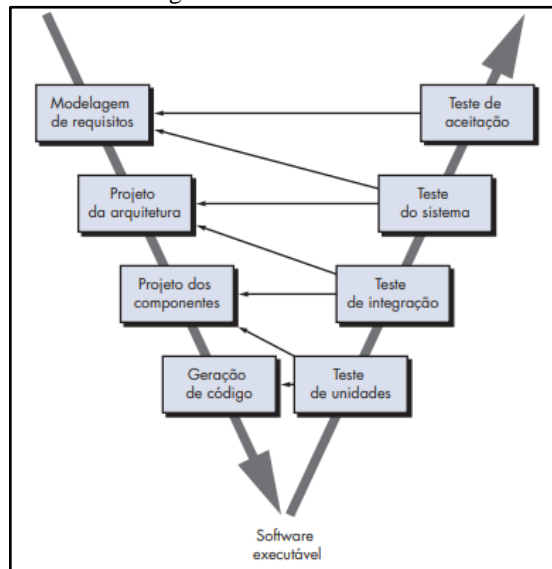 Modelagem
de requisitos
Teste de
aceitação
Projeto
da arquitetura
Teste
do sistema
Projeto dos
componentes
Teste
de integração
Geração
de código
Teste
de unidades
Software
executável